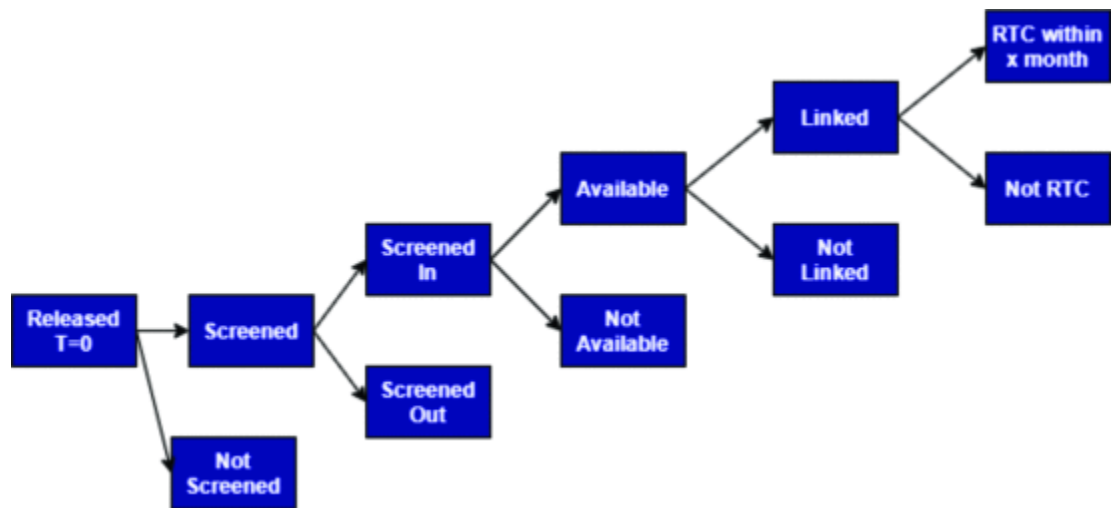 RTC within
x month
Linked
Available
Not RTC
Screened
In
Not
Linked
Released
T=0
Screened
Not
Available
Screened
Out
Not
Screened